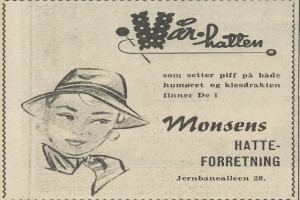 Vår-hatten
som setter piff på både
humøret og klesdrakten
finner De i
Monsens
HATTE-
FORRETNING
Jernbanealleen 28.